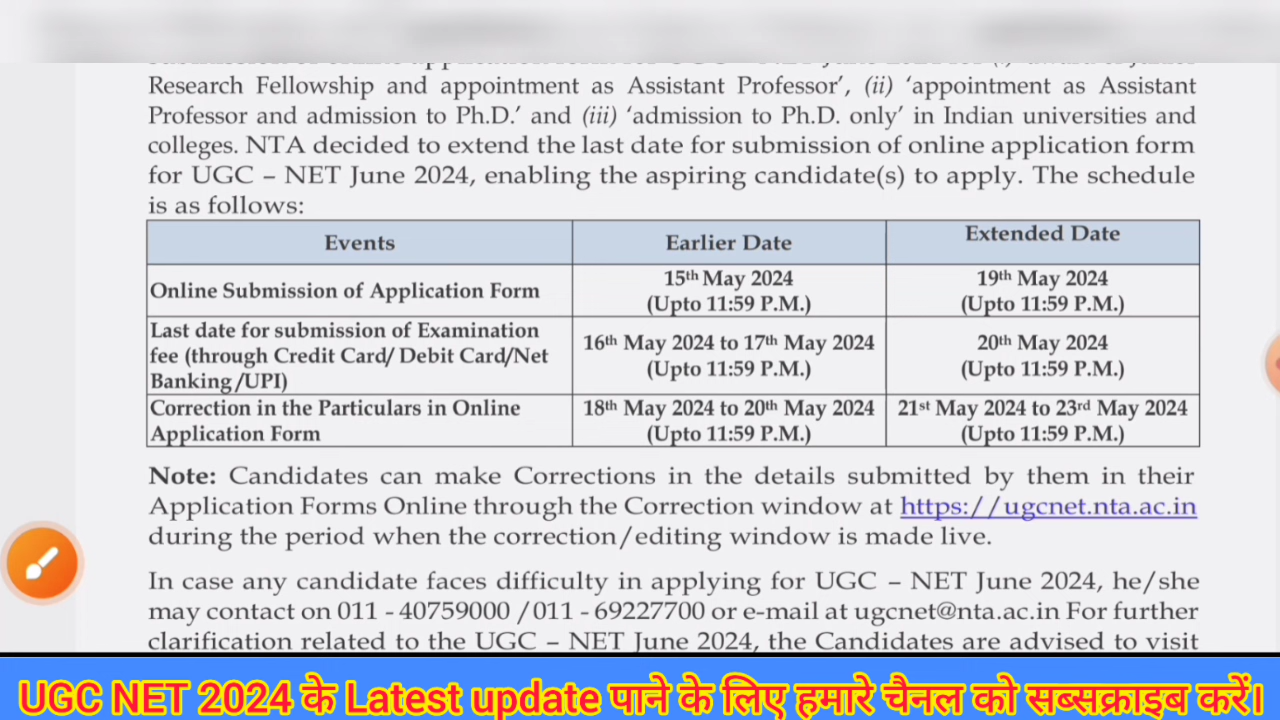 Research Fellowship and appointment as Assistant Professor’, (ii) ‘appointment as Assistant
Professor and admission to Ph.D.’ and (iii) ‘admission to Ph.D. only’ in Indian universities and
colleges. NTA decided to extend the last date for submission of online application form
for UGC – NET June 2024, enabling the aspiring candidate(s) to apply. The schedule
is as follows:
Events
Earlier Date
Extended Date
Online Submission of Application Form
15th May 2024
(Upto 11:59 P.M.)
19th May 2024
(Upto 11:59 P.M.)
Last date for submission of Examination
fee (through Credit Card/ Debit Card/Net
Banking /UPI)
16th May 2024 to 17th May 2024
(Upto 11:59 P.M.)
20th May 2024
(Upto 11:59 P.M.)
Correction in the Particulars in Online
Application Form
18th May 2024 to 20th May 2024
(Upto 11:59 P.M.)
21st May 2024 to 23rd May 2024
(Upto 11:59 P.M.)
Note: Candidates can make Corrections in the details submitted by them in their
Application Forms Online through the Correction window at https://ugcnet.nta.ac.in
during the period when the correction/editing window is made live.
In case any candidate faces difficulty in applying for UGC – NET June 2024, he/she
may contact on 011 - 40759000 /011 - 69227700 or e-mail at ugcnet@nta.ac.in For further
clarification related to the UGC – NET June 2024, the Candidates are advised to visit
UGC NET 2024 के Latest update पाने के लिए हमारे चैनल को सब्सक्राइब करें।